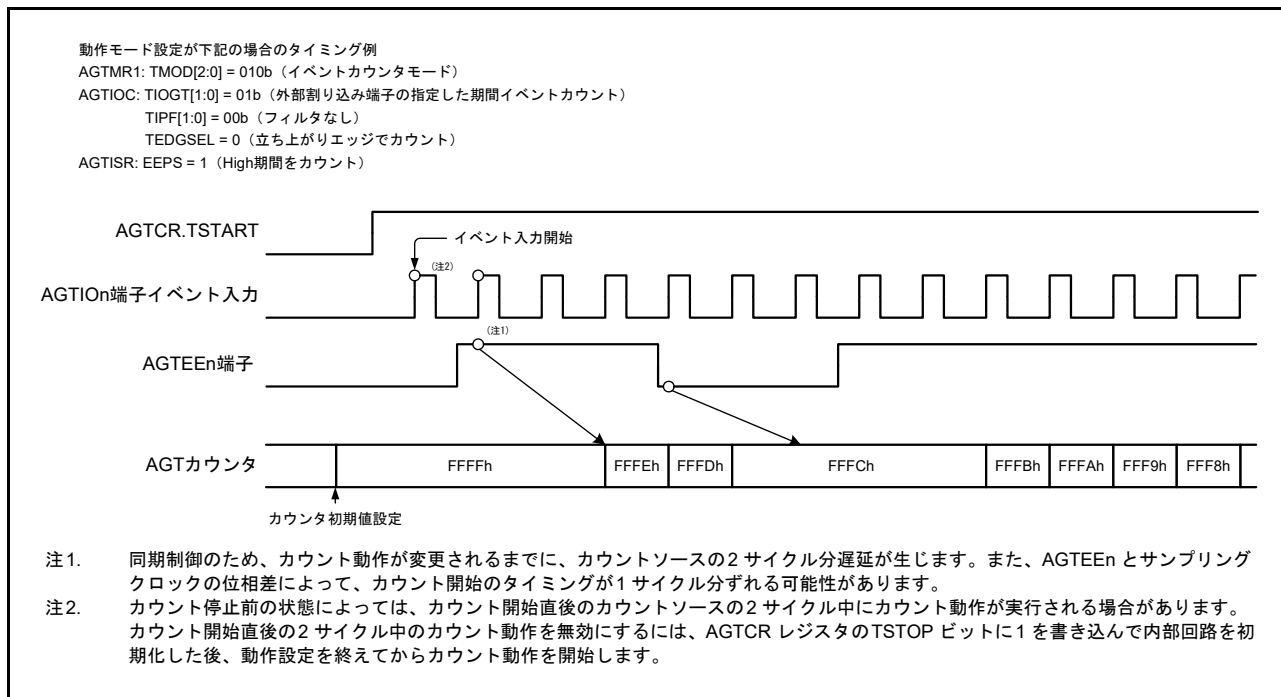 動作モード設定が下記の場合のタイミング例
AGTMR1: TMOD[2:0] = 010b（イベントカウンタモード）
AGTIOC: TIOGT[1:0] = 01b（外部割り込み端子の指定した期間イベントカウント）
TIPF[1:0] = 00b（フィルタなし）
TEDGSEL = 0（立ち上がりエッジでカウント）
AGTISR: EEPS = 1（High期間をカウント）
AGTCR.TSTART
イベント入力開始
(注2)
AGTIOn端子イベント入力
(注1)
AGTEEn端子
AGTカウンタ
FFFFh
FFFEh
FFFDh
FFFCh
FFFBh
FFFAh
FFF9h
FFF8h
カウンタ初期値設定
注1. 同期制御のため、カウント動作が変更されるまでに、カウントソースの2 サイクル分遅延が生じます。また、AGTEEn とサンプリング
クロックの位相差によって、カウント開始のタイミングが1 サイクル分ずれる可能性があります。
注2. カウント停止前の状態によっては、カウント開始直後のカウントソースの2 サイクル中にカウント動作が実行される場合があります。
カウント開始直後の2 サイクル中のカウント動作を無効にするには、AGTCR レジスタのTSTOP ビットに1 を書き込んで内部回路を初
期化した後、動作設定を終えてからカウント動作を開始します。